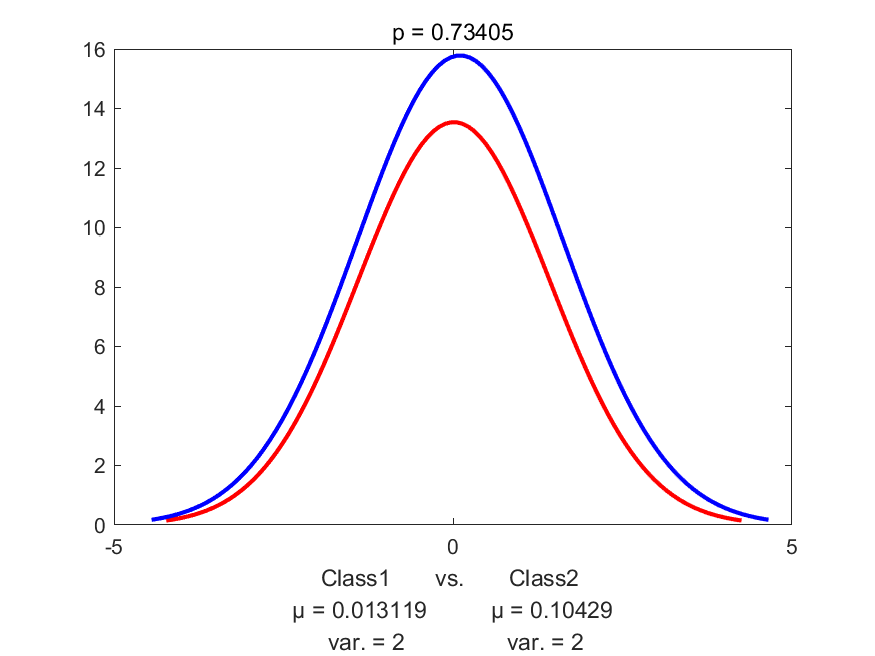 p = 0.73405
16
14
12
10
8
6
4
2
0
-5 0 5
Class1 vs. Class2
μ = 0.013119 μ = 0.10429
var. = 2 var. = 2